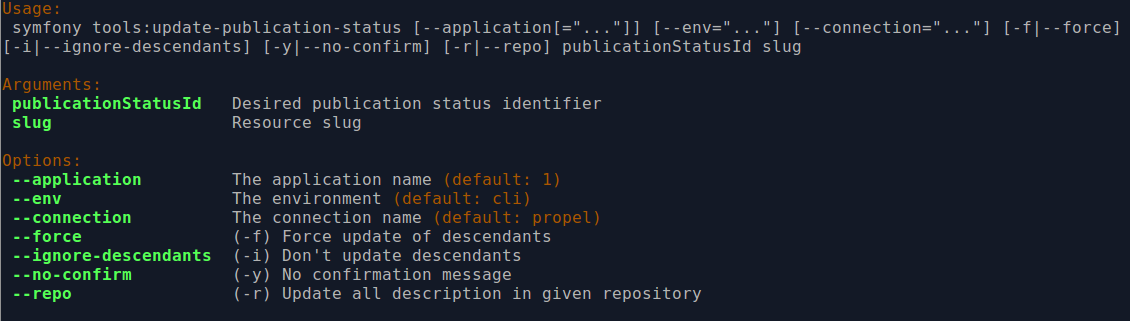 Usage:
 symfony tools:update-publication-status [--application[="..."]] [--env="..."] [--connection="..."] [-f|--force]
[-i|--ignore-descendants] [-y|--no-confirm] [-r|--repo] publicationStatusId slug

Arguments:
 publicationStatusId   Desired publication status identifier
 slug                  Resource slug

Options:
 --application         The application name (default: 1)
 --env                 The environment (default: cli)
 --connection          The connection name (default: propel)
 --force               (-f) Force update of descendants
 --ignore-descendants  (-i) Don't update descendants
 --no-confirm          (-y) No confirmation message
 --repo                (-r) Update all description in given repository